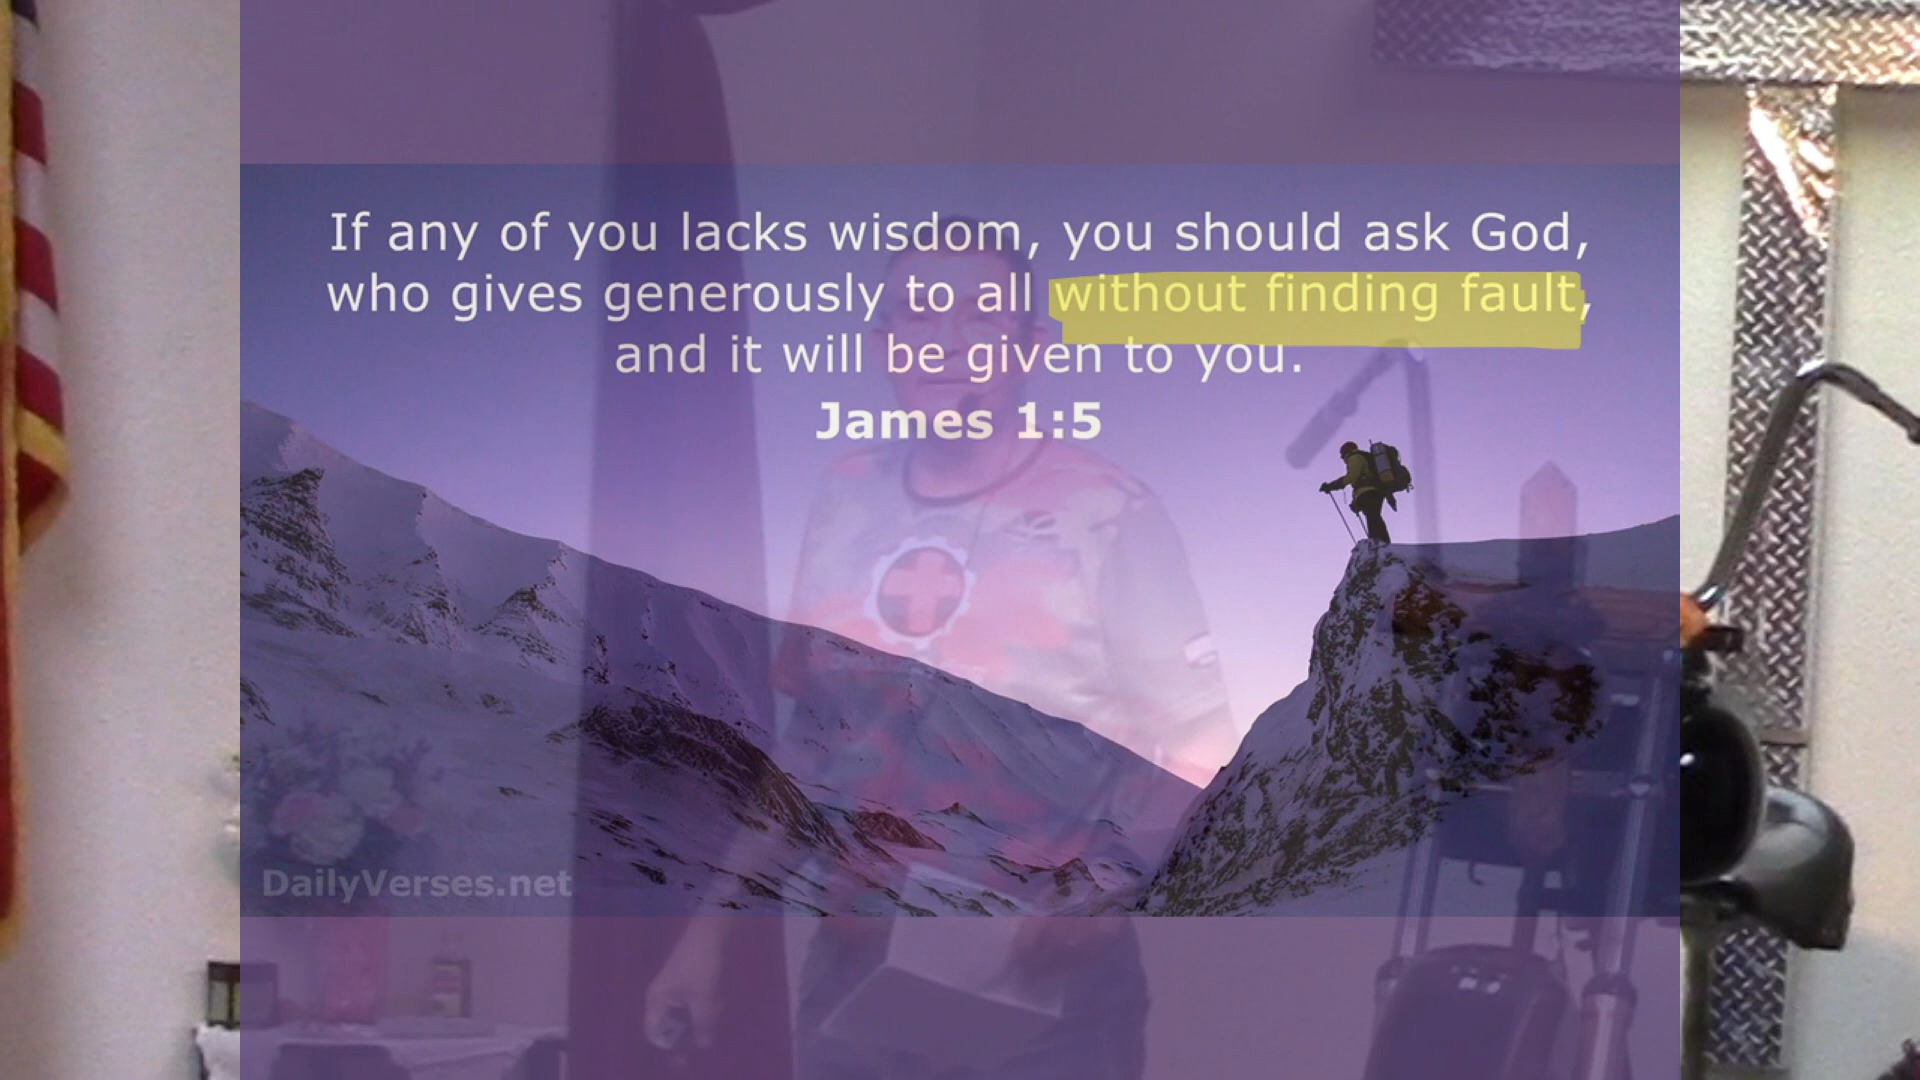 If any of you lacks wisdom, you should ask God,
who gives generously to all without finding fault,
and it will be given to you.
James 1:5
DailyVerses.net